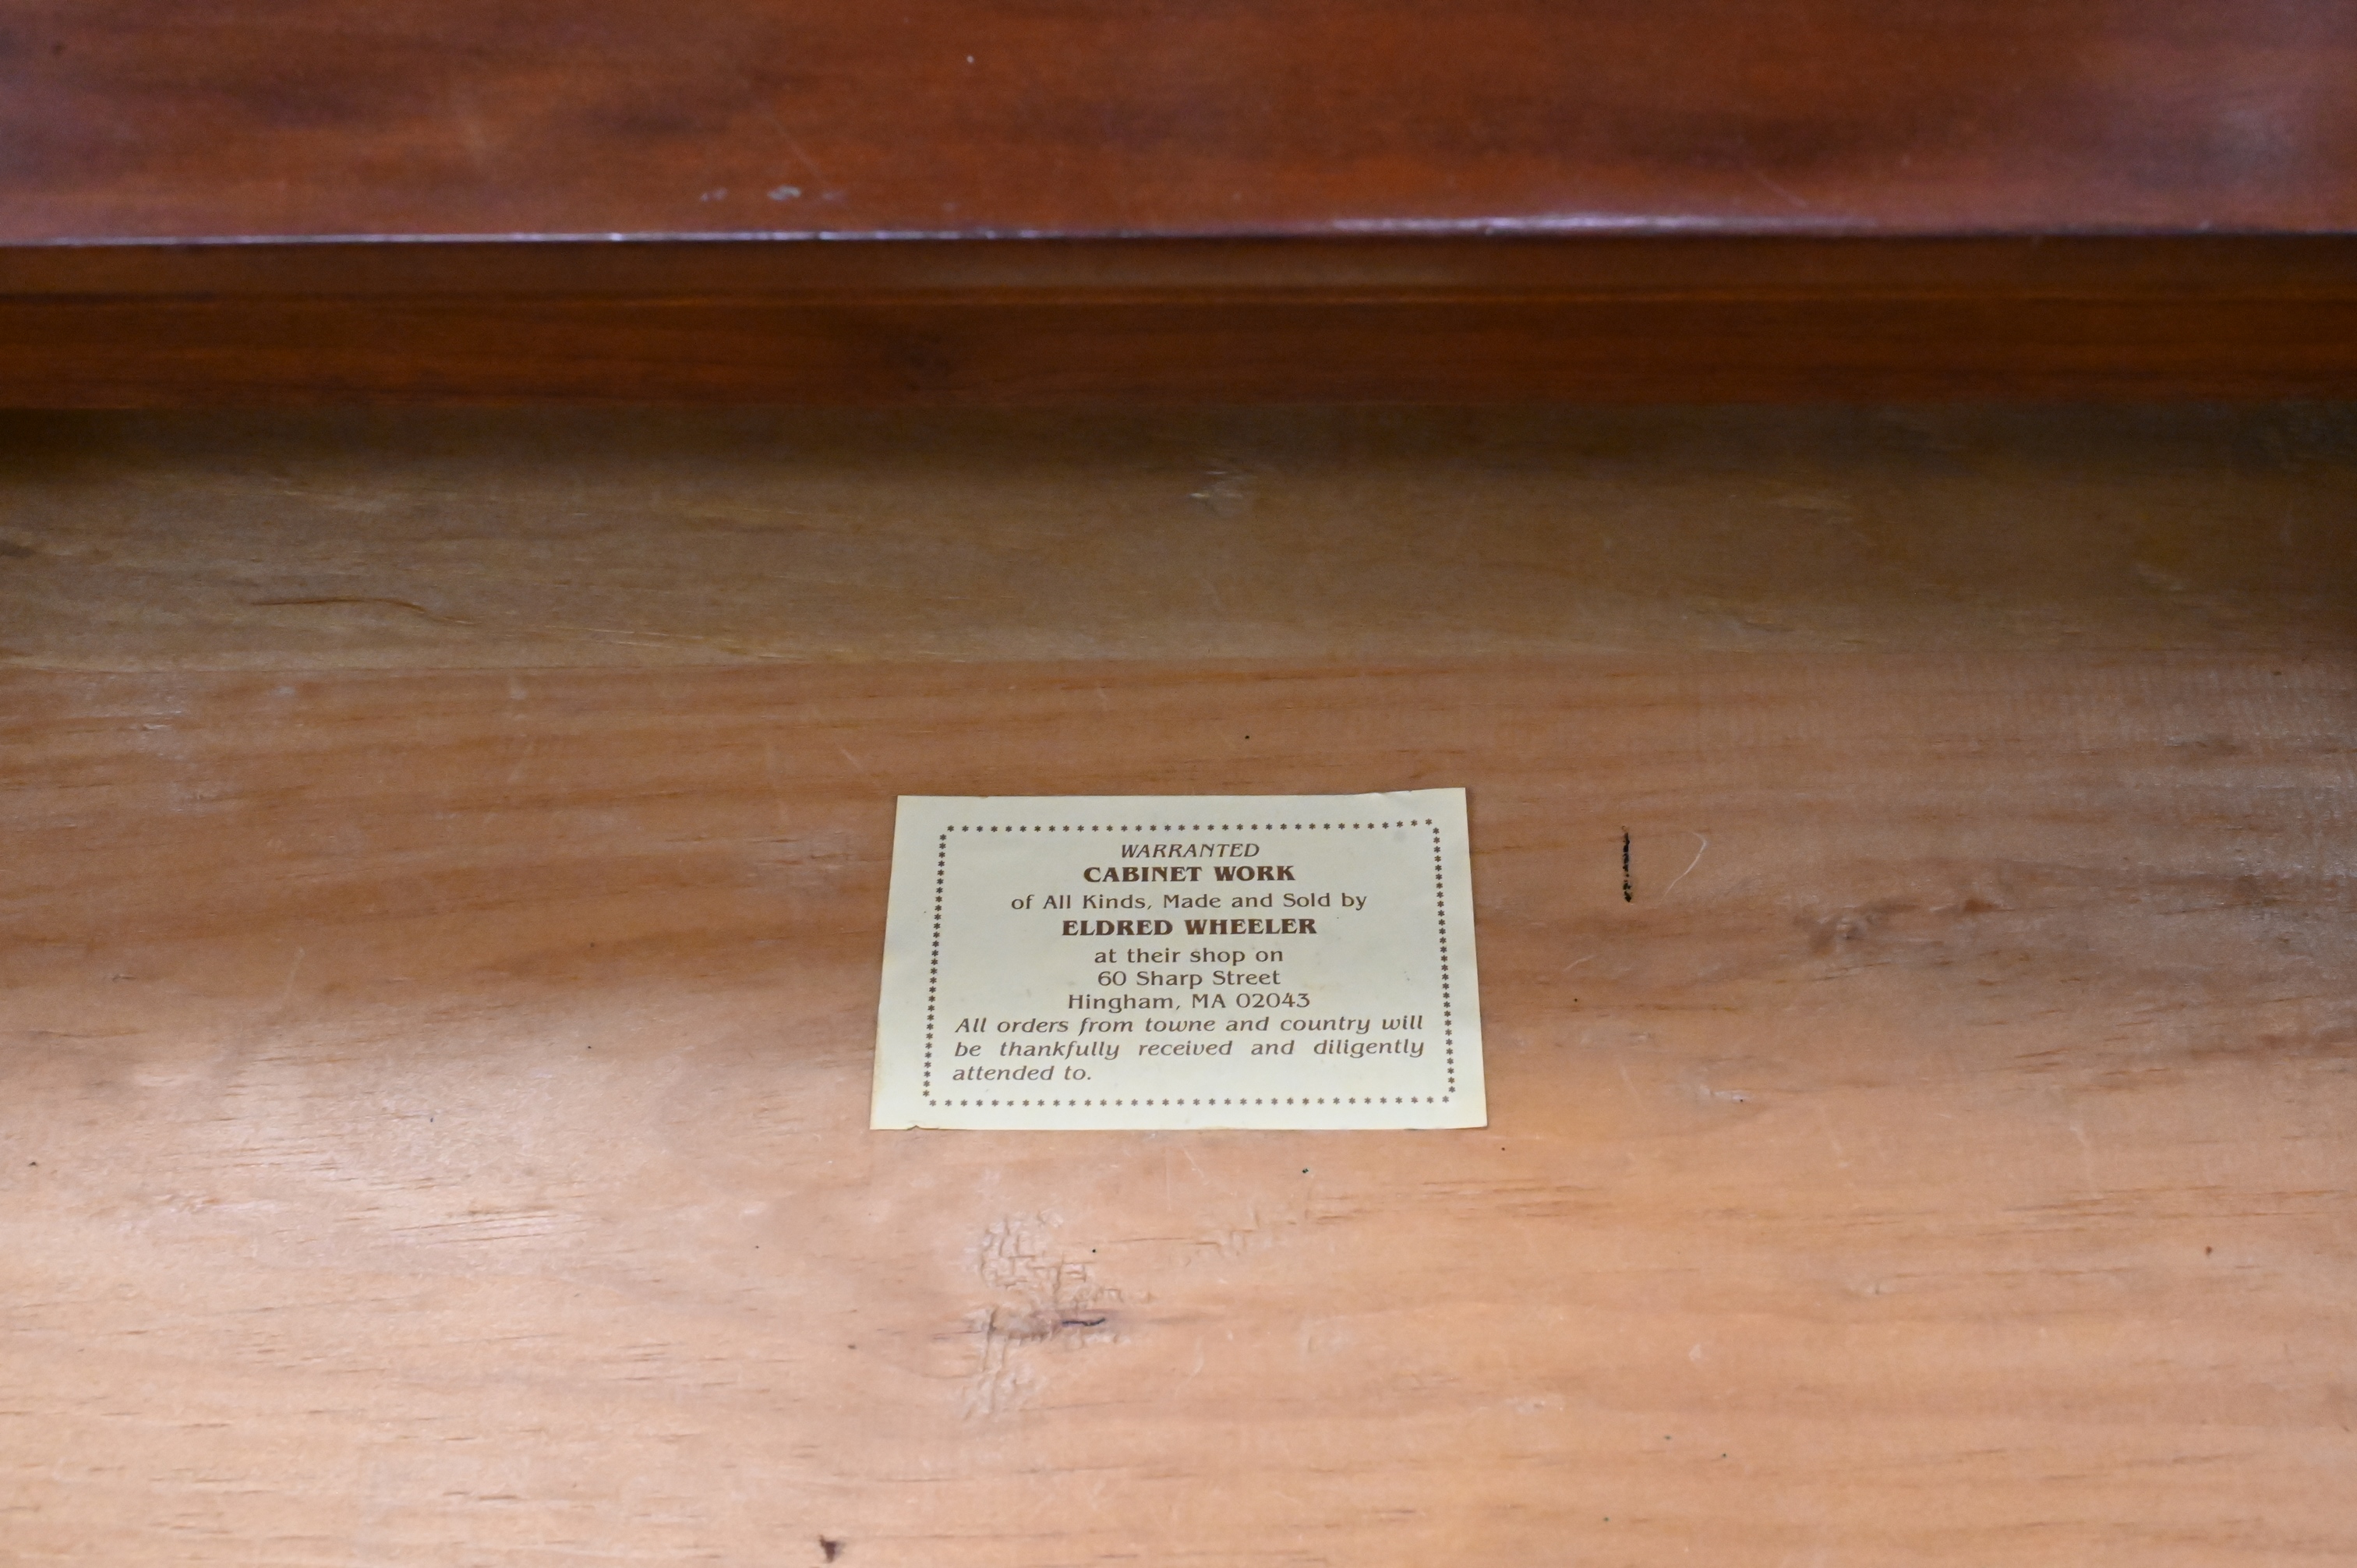 WARRANTED
CABINET WORK
of All Kinds, Made and Sold by
ELDRED WHEELER
at their shop on
60 Sharp Street
Hingham, MA 02043
All orders from towne and country will
be thankfully received and diligently
attended to.